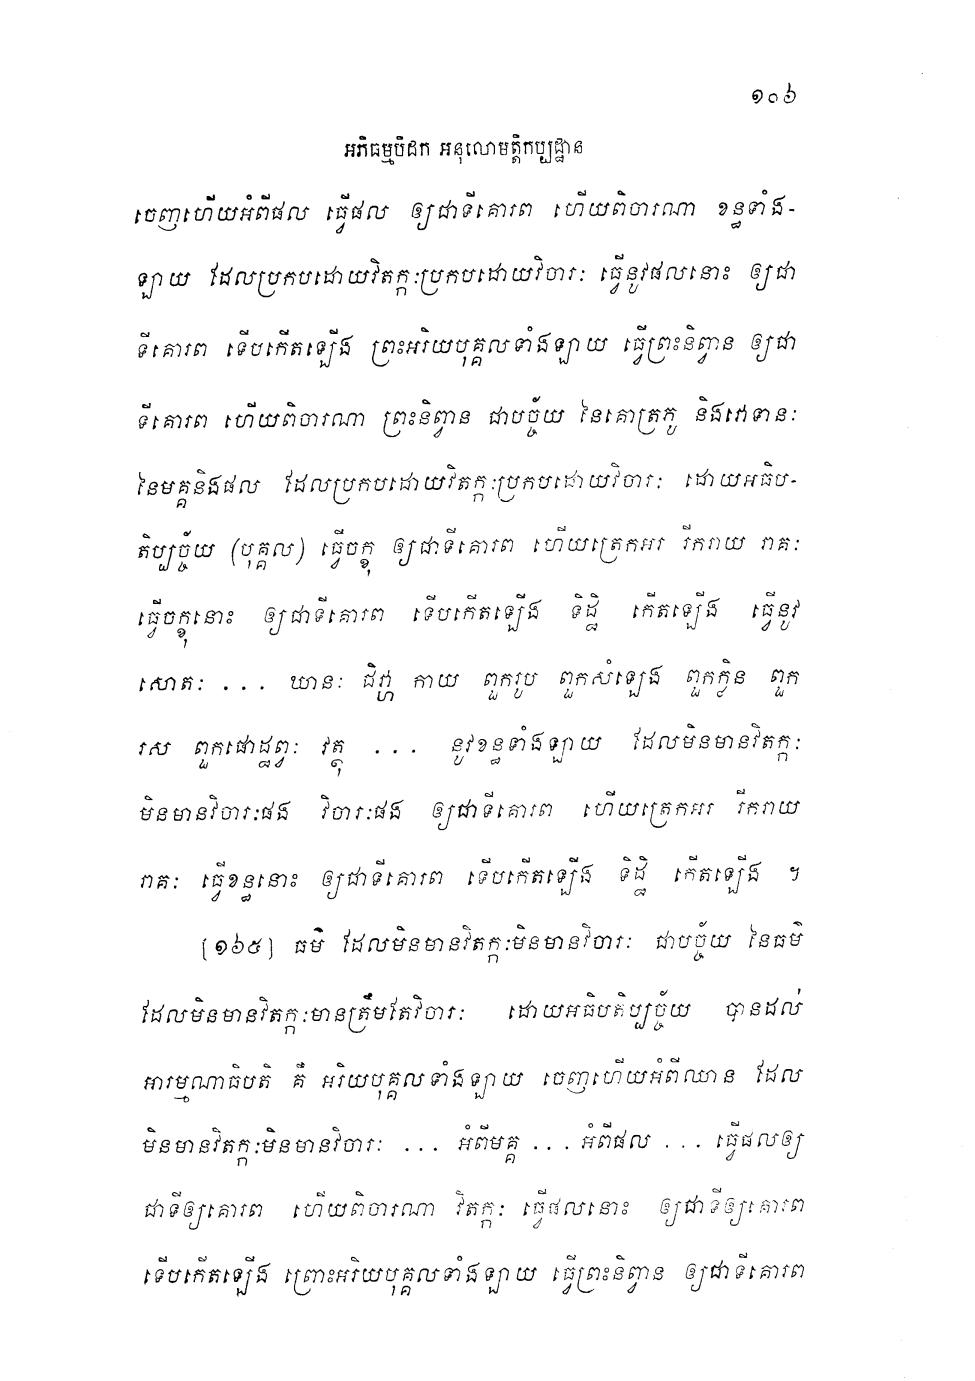 ១០៦
អភិធម្មបិដក អនុលោមត្តិកប្បដ្ឋាន
ចេញហើយអំពីផល ធ្វើផល ឲ្យជាទីគោរព ហើយពិចារណា ខន្ធទាំង-
ឡាយ ដែលប្រកបដោយវិតក្កៈប្រកបដោយវិចារៈ ធ្វើនូវផលនោះ ឲ្យជា
ទីគោរព ទើបកើតឡើង ព្រះអរិយបុគ្គលទាំងឡាយ ធ្វើព្រះនិព្វាន ឲ្យជា
ទីគោរព ហើយពិចារណា ព្រះនិព្វាន ជាបច្ច័យ នៃគោត្រភូ និងវោទានៈ
នៃមគ្គនិងផល ដែលប្រកបដោយវិតក្កៈប្រកបដោយវិចារៈ ដោយអធិប-
តិប្បច្ច័យ (បុគ្គល) ធ្វើចក្ខុ ឲ្យជាទីគោរព ហើយត្រេកអរ រីករាយ រាគៈ
ធ្វើចក្ខុនោះ ឲ្យជាទីគោរព ទើបកើតឡើង ទិដ្ឋិ កើតឡើង ធ្វើនូវ
សោតៈ ... ឃានៈ ជិវ្ហា កាយ ពួករូប ពួកសំឡេង ពួកក្លិន ពួក
រស ពួកផោដ្ឋព្វៈ វត្ថុ ... នូវខន្ធទាំងឡាយ ដែលមិនមានវិតក្កៈ
មិនមានវិចារៈផង វិចារៈផង ឲ្យជាទីគោរព ហើយត្រេកអរ រីករាយ
រាគៈ ធ្វើខន្ធនោះ ឲ្យជាទីគោរព ទើបកើតឡើង ទិដ្ឋិ កើតឡើង ។
[១៦៥] ធម៌ ដែលមិនមានវិតក្កៈមិនមានវិចារៈ ជាបច្ច័យ នៃធម៌
ដែលមិនមានវិតក្កៈមានត្រឹមតែវិចារៈ ដោយអធិបតិប្បច្ច័យ បានដល់
អារម្មណាធិបតិ គឺ អរិយបុគ្គលទាំងឡាយ ចេញហើយអំពីឈាន ដែល
មិនមានវិតក្កៈមិនមានវិចារៈ ... អំពីមគ្គ ... អំពីផល ... ធ្វើផលឲ្យ
ជាទីឲ្យគោរព ហើយពិចារណា វិតក្កៈ ធ្វើផលនោះ ឲ្យជាទីឲ្យគោរព
ទើបកើតឡើង ព្រោះអរិយបុគ្គលទាំងឡាយ ធ្វើព្រះនិព្វាន ឲ្យជាទីគោរព